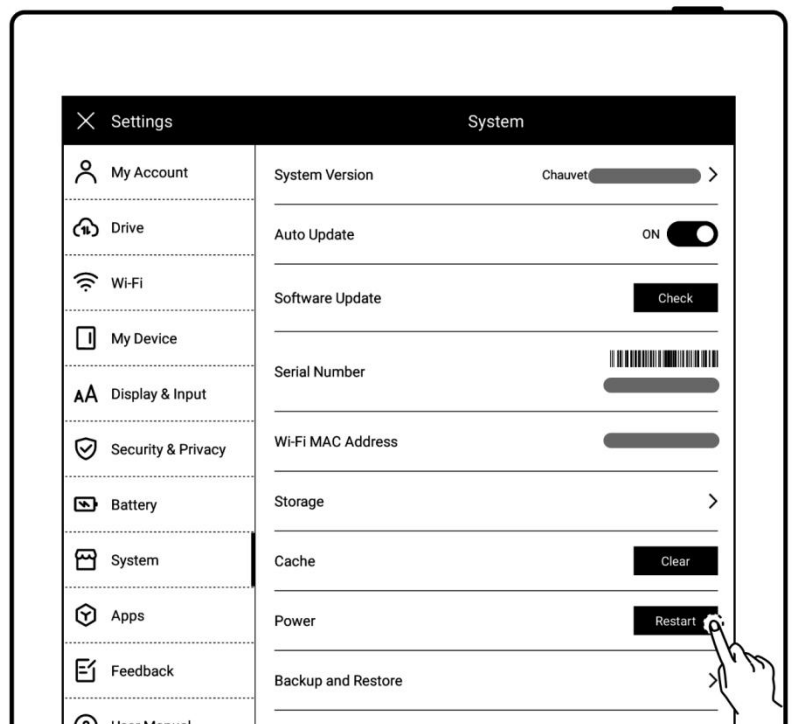 Settings
System
My Account
Drive
Wi-Fi
My Device
Display & Input
Security & Privacy
Battery
System
Apps
Feedback
User Manual
System Version Chauvet
Auto Update ON
Software Update Check
Serial Number
Wi-Fi MAC Address
Storage
Cache Clear
Power Restart
Backup and Restore